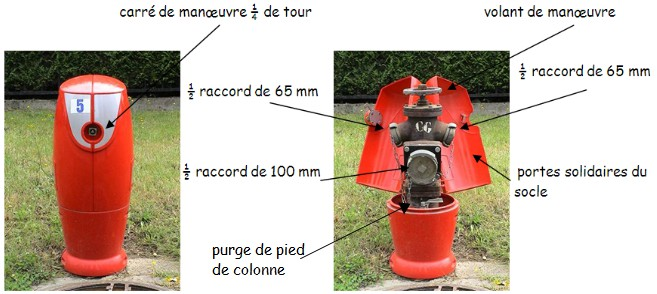 carré de manœuvre ¼ de tour
volant de manœuvre
½ raccord de 65 mm
½ raccord de 65 mm
5
CG
½ raccord de 100 mm
portes solidaires du
socle
purge de pied
de colonne